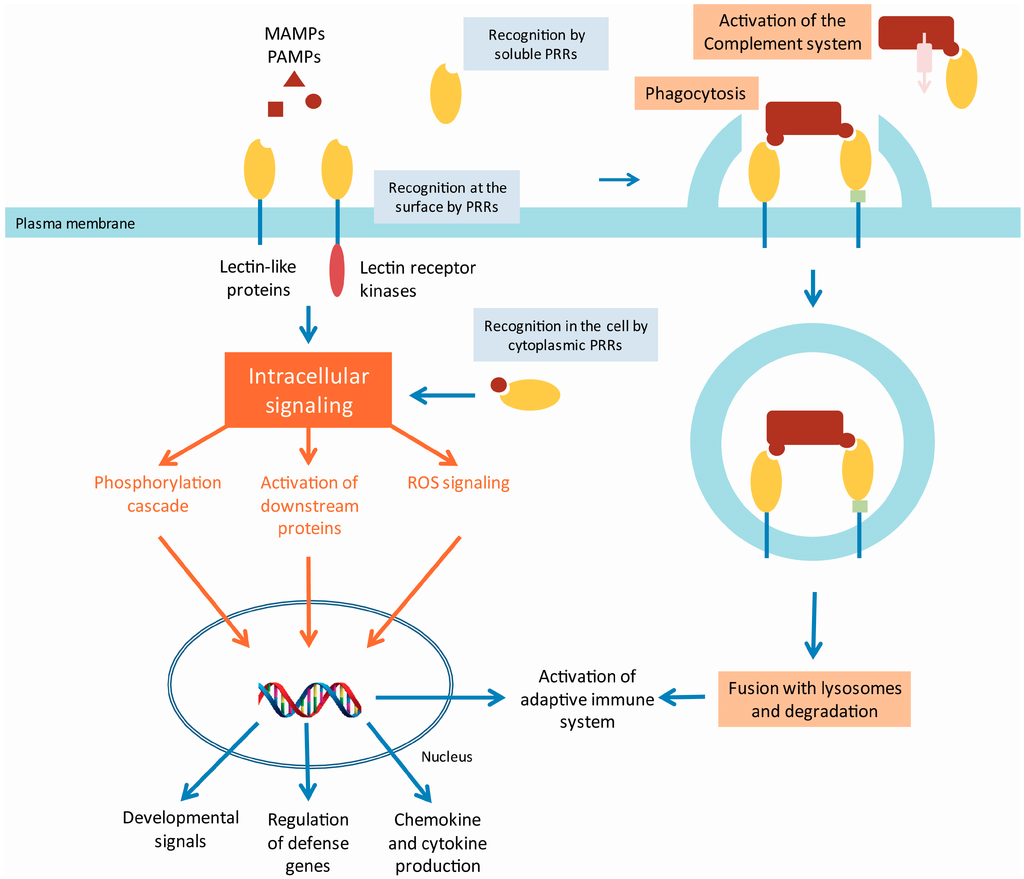 MAMPs
PAMPs
Recognition by
soluble PRRs
Activation of the
Complement system
Phagocytosis
Recognition at the
surface by PRRs
Plasma membrane
Lectin-like
proteins
Lectin receptor
kinases
Recognition in the cell by
cytoplasmic PRRs
Intracellular
signaling
Phosphorylation
cascade
Activation of
downstream
proteins
ROS signaling
Activation of
adaptive immune
system
Fusion with lysosomes
and degradation
Nucleus
Developmental
signals
Regulation
of defense
genes
Chemokine
and cytokine
production